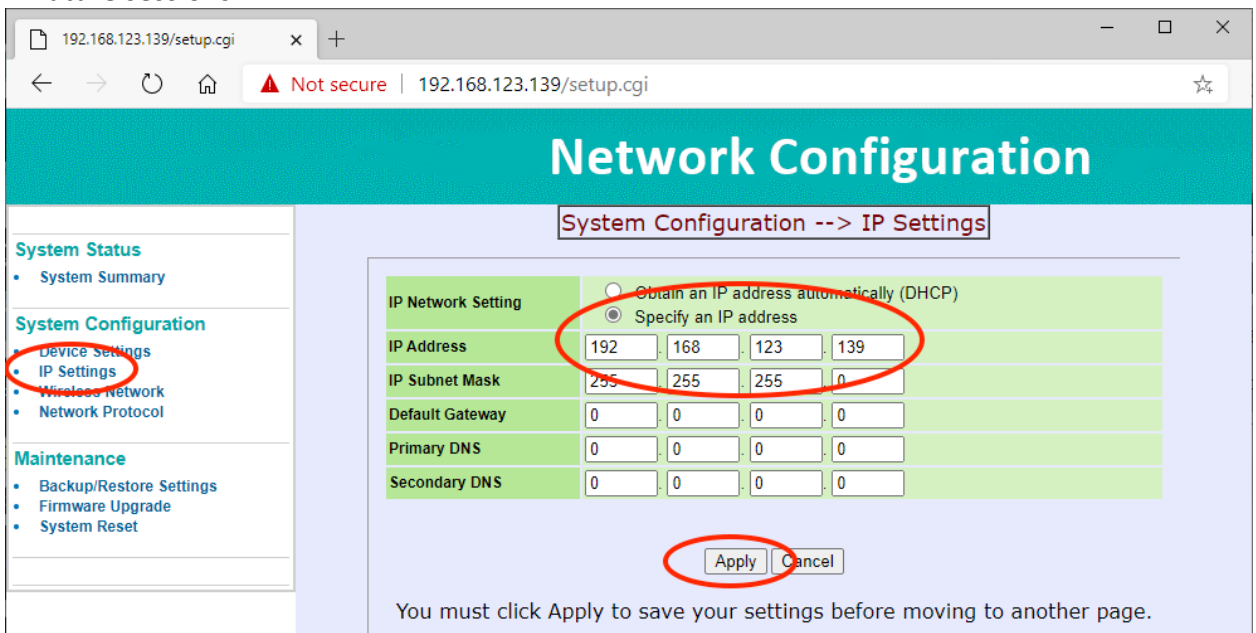 192.168.123.139/setup.cgi
Not secure | 192.168.123.139/setup.cgi
Network Configuration
System Configuration --> IP Settings
System Status
• System Summary
System Configuration
• Device Settings
• IP Settings
• Wireless Network
• Network Protocol
Maintenance
• Backup/Restore Settings
• Firmware Upgrade
• System Reset
IP Network Setting
Obtain an IP address automatically (DHCP)
Specify an IP address
IP Address 192 . 168 . 123 . 139
IP Subnet Mask 255 . 255 . 255 . 0
Default Gateway 0 . 0 . 0 . 0
Primary DNS 0 . 0 . 0 . 0
Secondary DNS 0 . 0 . 0 . 0
Apply Cancel
You must click Apply to save your settings before moving to another page.